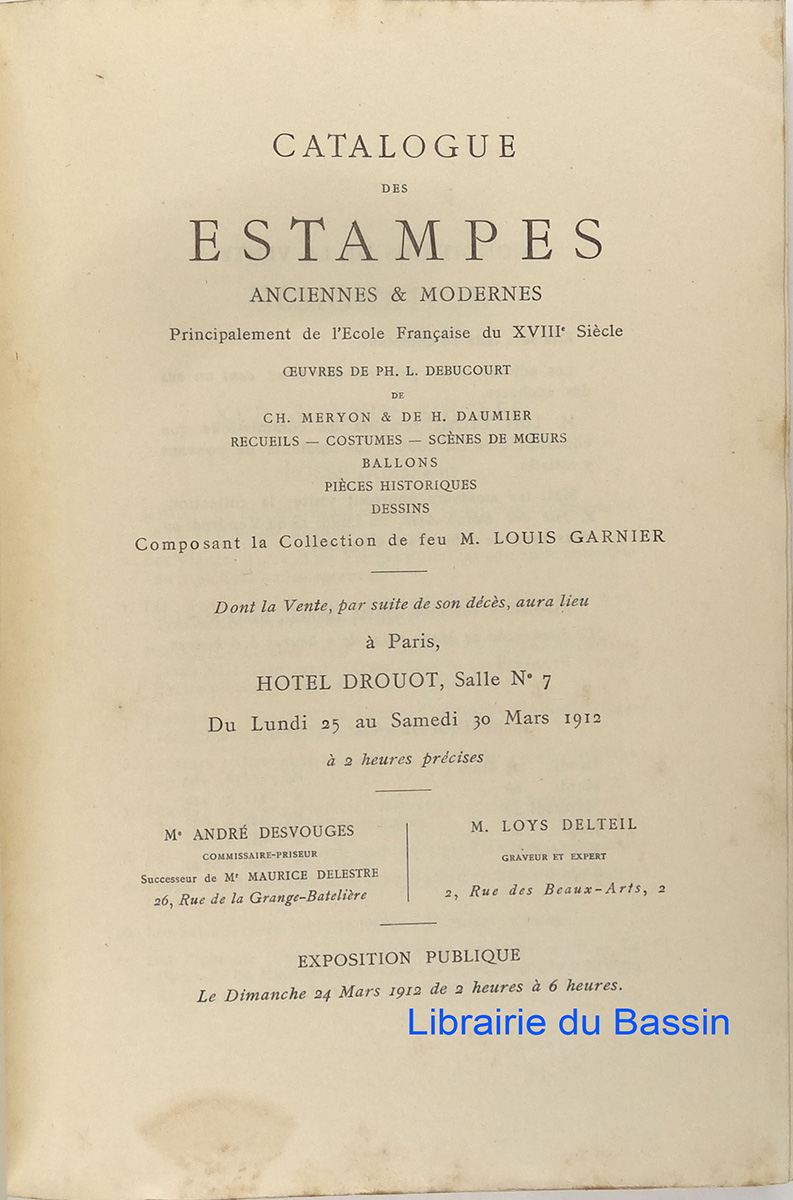 CATALOGUE
DES
ESTAMPES
ANCIENNES & MODERNES
Principalement de l'Ecole Française du XVIIIe Siècle
ŒUVRES DE PH. L. DEBUCOURT
DE
CH. MERYON & DE H. DAUMIER
RECUEILS — COSTUMES — SCÈNES DE MŒURS
BALLONS
PIÈCES HISTORIQUES
DESSINS
Composant la Collection de feu M. LOUIS GARNIER
Dont la Vente, par suite de son décès, aura lieu
à Paris,
HOTEL DROUOT, Salle No 7
Du Lundi 25 au Samedi 30 Mars 1912
à 2 heures précises
Me ANDRÉ DESVOUGES
COMMISSAIRE-PRISEUR
Successeur de Mr MAURICE DELESTRE
26, Rue de la Grange-Batelière
M. LOYS DELTEIL
GRAVEUR ET EXPERT
2, Rue des Beaux-Arts, 2
EXPOSITION PUBLIQUE
Le Dimanche 24 Mars 1912 de 2 heures à 6 heures.
Librairie du Bassin